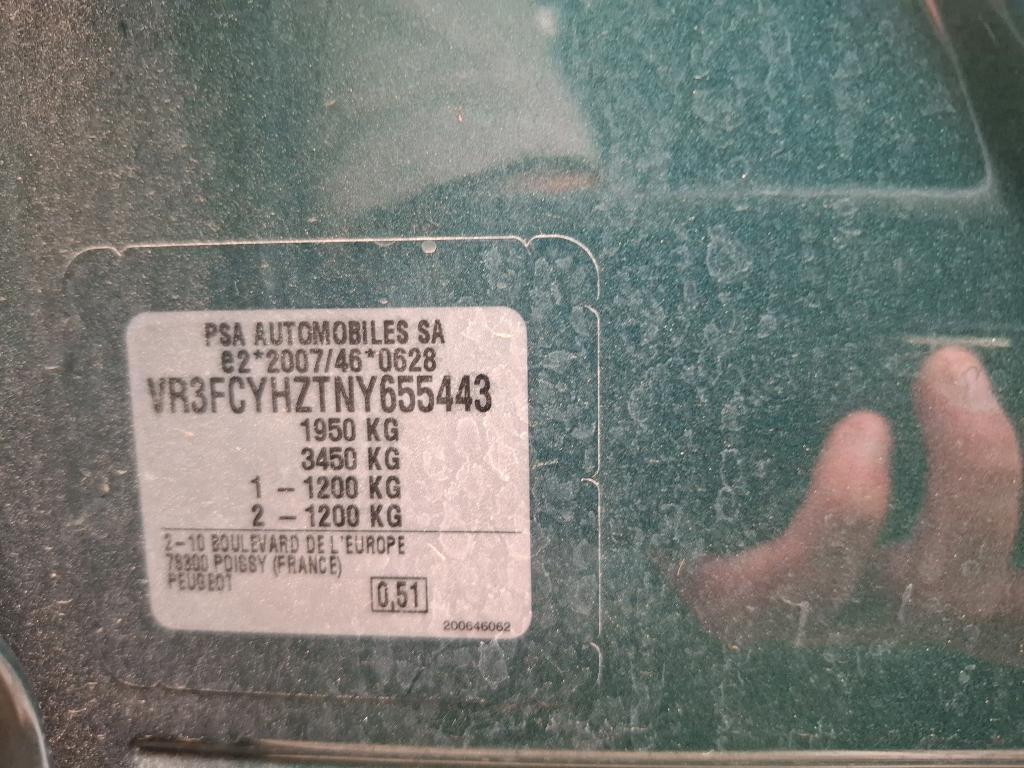 PSA AUTOMOBILES SA
e2*2007/46*0628
VR3FCYHZTNY655443
1950 KG
3450 KG
1 - 1200 KG
2 - 1200 KG
2-10 BOULEVARD DE L'EUROPE
78300 POISSY (FRANCE)
PEUGEOT
0,51
200646062